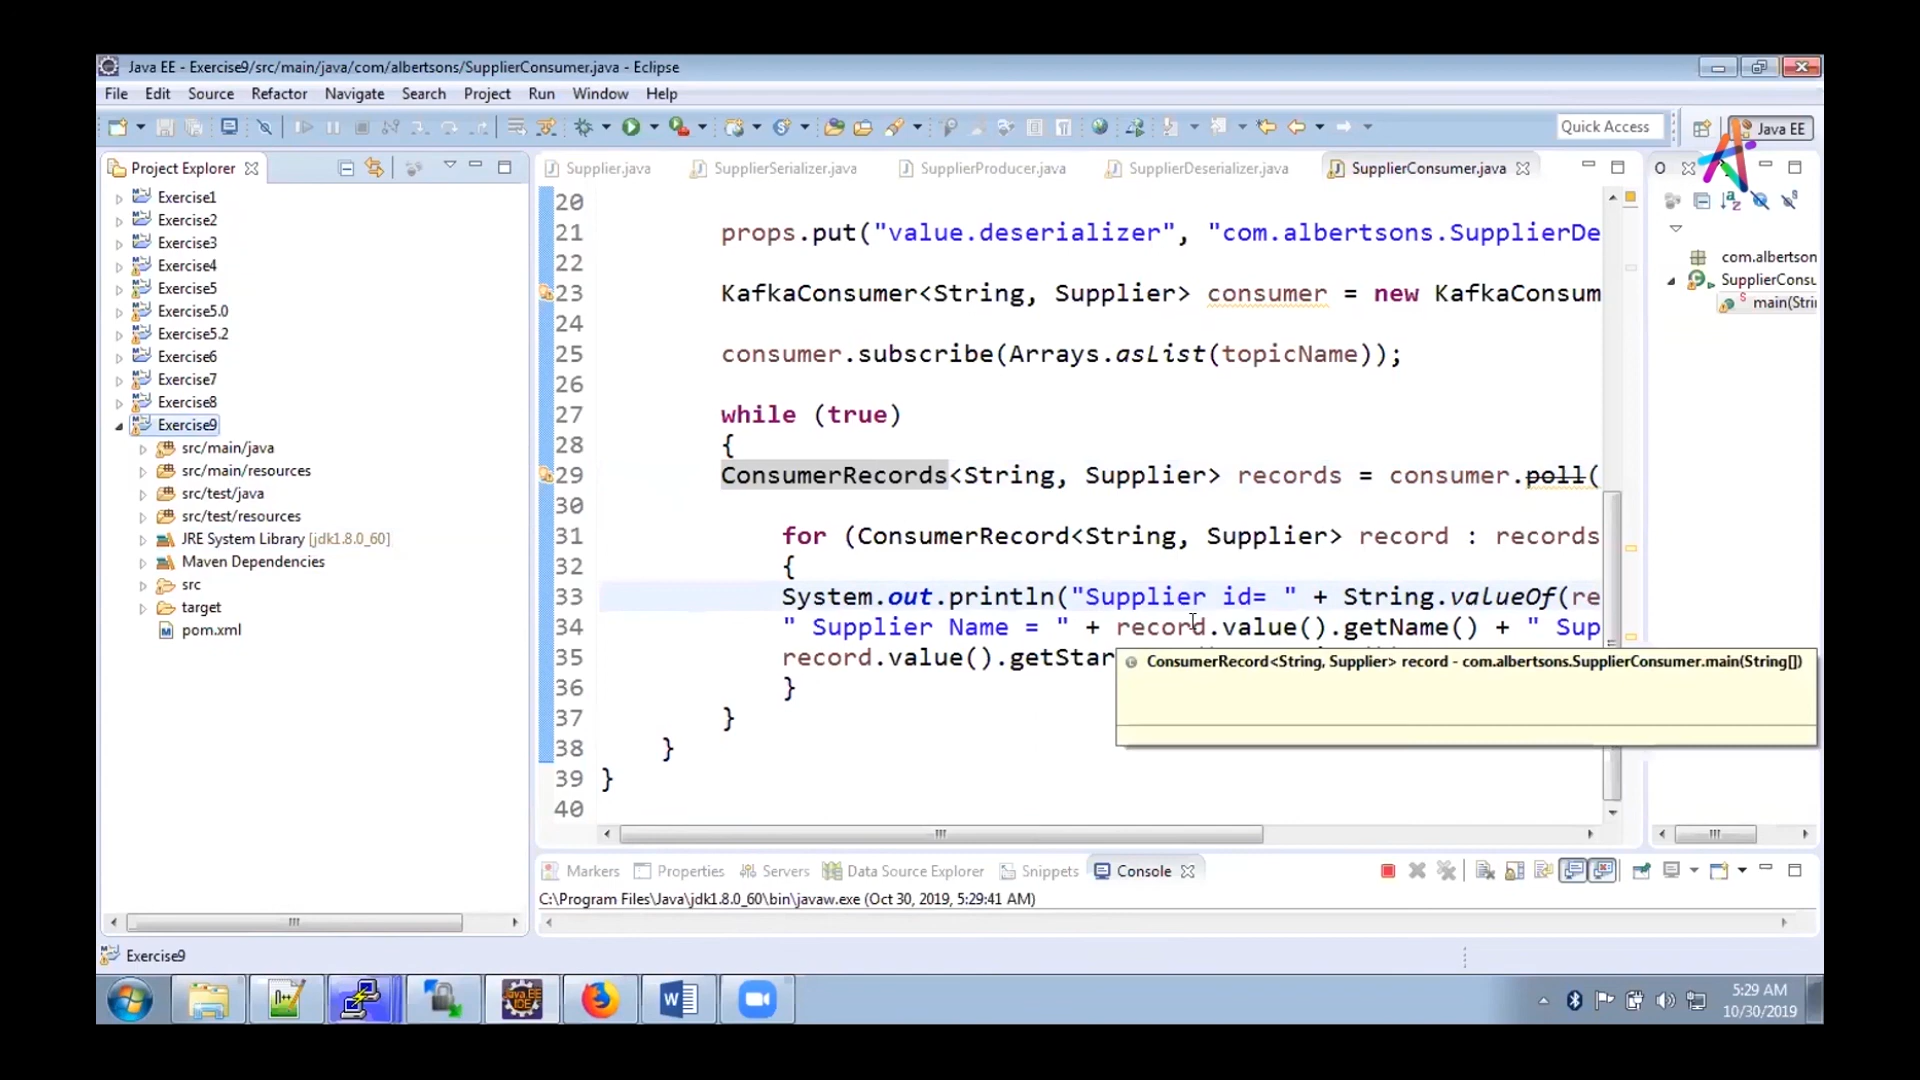 Java EE - Exercise9/src/main/java/com/albertsons/SupplierConsumer.java - Eclipse
File Edit Source Refactor Navigate Search Project Run Window Help
Quick Access
Java EE
Project Explorer
Supplier.java SupplierSerializer.java SupplierProducer.java SupplierDeserializer.java SupplierConsumer.java
O
Exercise1
Exercise2
Exercise3
Exercise4
Exercise5
Exercise5.0
Exercise5.2
Exercise6
Exercise7
Exercise8
Exercise9
src/main/java
src/main/resources
src/test/java
src/test/resources
JRE System Library [jdk1.8.0_60]
Maven Dependencies
src
target
pom.xml
20
21 props.put("value.deserializer", "com.albertsons.SupplierDe
22
23 KafkaConsumer<String, Supplier> consumer = new KafkaConsum
24
25 consumer.subscribe(Arrays.asList(topicName));
26
27 while (true)
28 {
29 ConsumerRecords<String, Supplier> records = consumer.poll(
30
31 for (ConsumerRecord<String, Supplier> record : records
32 {
33 System.out.println("Supplier id= " + String.valueOf(re
34 " Supplier Name = " + record.value().getName() + " Sup
35 record.value().getStar
36 }
37 }
38 }
39 }
40
ConsumerRecord<String, Supplier> record - com.albertsons.SupplierConsumer.main(String[])
com.albertson
SupplierConsu
main(Stri
Markers Properties Servers Data Source Explorer Snippets Console
C:\Program Files\Java\jdk1.8.0_60\bin\javaw.exe (Oct 30, 2019, 5:29:41 AM)
Exercise9
Java EE
IDE
5:29 AM
10/30/2019